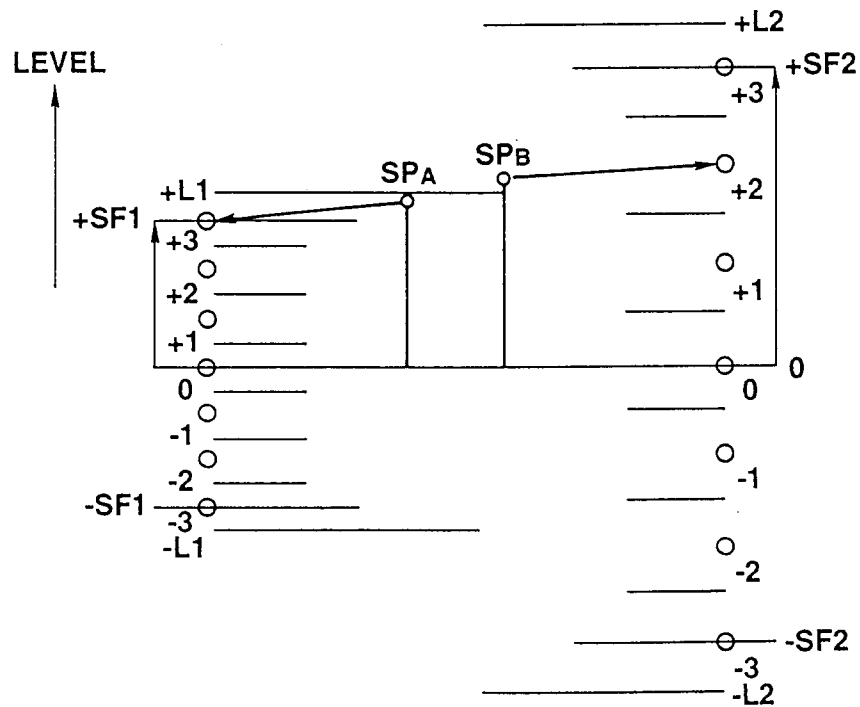 +L2
LEVEL
+SF2
+3
SPA
SPB
+L1
+2
+SF1
+3
+2
+1
+1
0
0
0
-1
-2
-1
-SF1
-3
-L1
-2
-SF2
-3
-L2